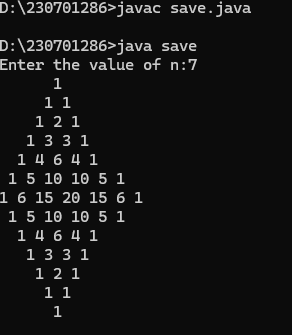 D:\230701286>javac save.java
D:\230701286>java save
Enter the value of n:7
      1
     1 1
    1 2 1
   1 3 3 1
  1 4 6 4 1
 1 5 10 10 5 1
1 6 15 20 15 6 1
 1 5 10 10 5 1
  1 4 6 4 1
   1 3 3 1
    1 2 1
     1 1
      1